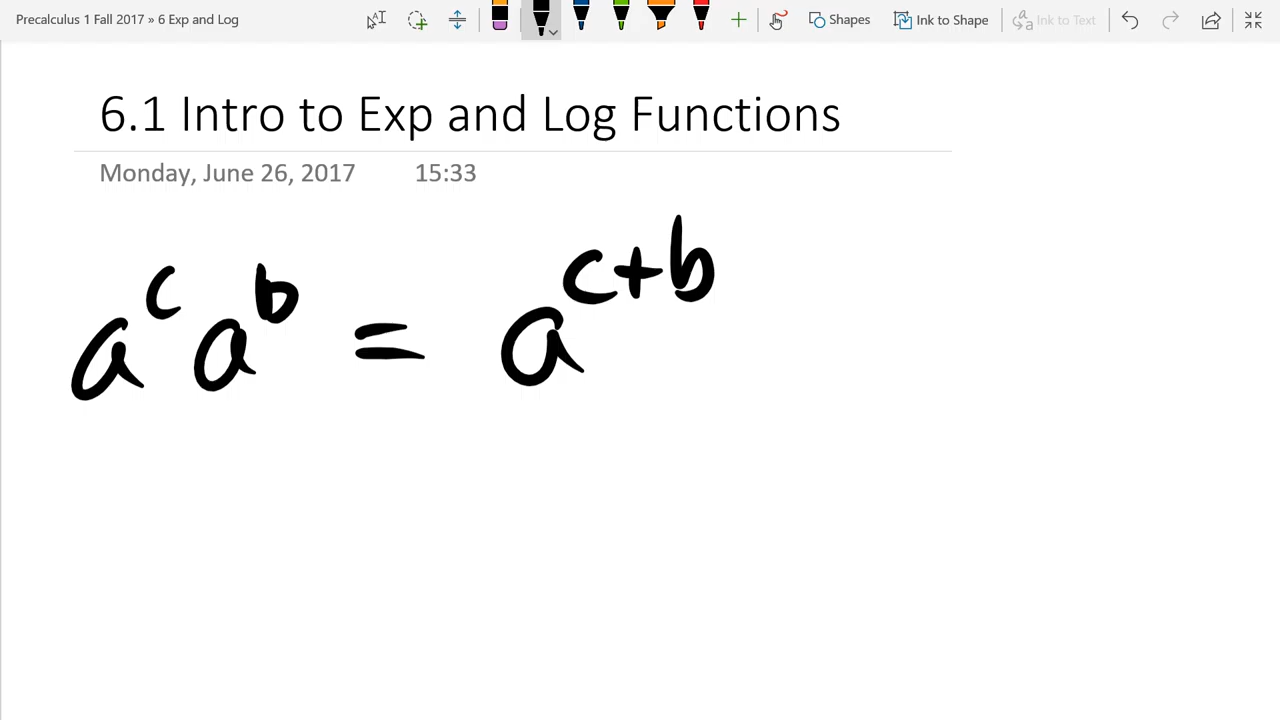 Precalculus 1 Fall 2017 » 6 Exp and Log
Shapes
Ink to Shape
Ink to Text
6.1 Intro to Exp and Log Functions
Monday, June 26, 2017 15:33
a^c a^b = a^{c+b}